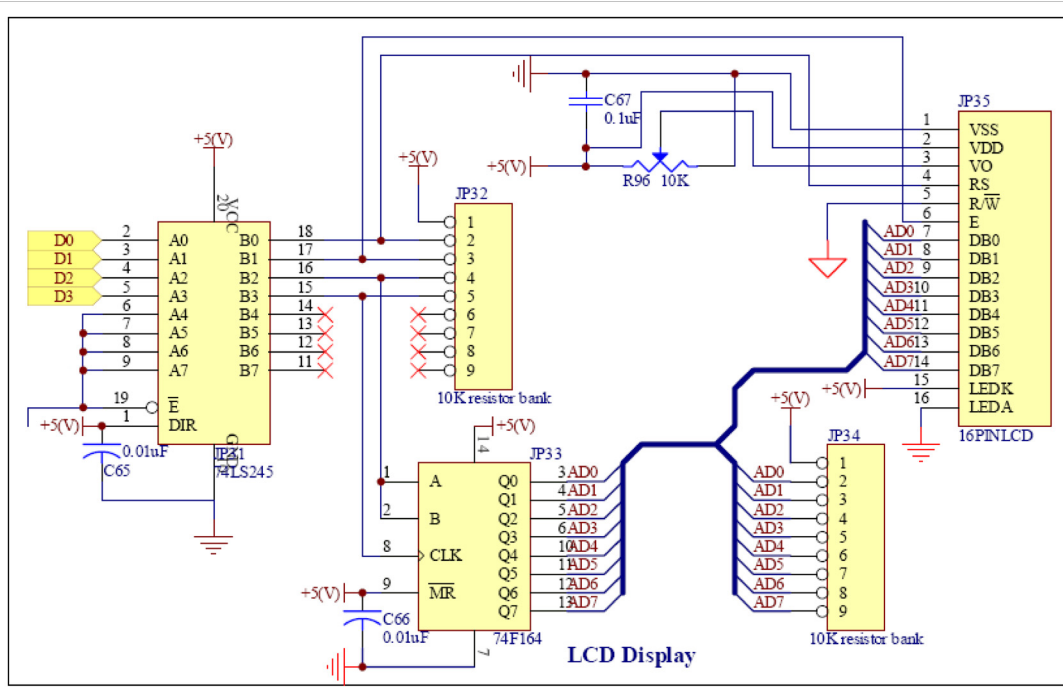 +5(V)
20
VCC
D0
D1
D2
D3
2
3
4
5
6
7
8
9
19
1
A0
A1
A2
A3
A4
A5
A6
A7
E
DIR
B0
B1
B2
B3
B4
B5
B6
B7
18
17
16
15
14
13
12
11
+5(V)
0.01uF
C65
GND
JP31
74LS245
+5(V)
JP32
1
2
3
4
5
6
7
8
9
10K resistor bank
C67
0.1uF
+5(V)
R96 10K
JP35
1 VSS
2 VDD
3 VO
4 RS
5 R/W
6 E
AD0 7 DB0
AD1 8 DB1
AD2 9 DB2
AD3 10 DB3
AD4 11 DB4
AD5 12 DB5
AD6 13 DB6
AD7 14 DB7
+5(V) 15 LEDK
16 LEDA
16PINLCD
+5(V)
14
JP33
1 A
2 B
8 CLK
9 MR
Q0 3 AD0
Q1 4 AD1
Q2 5 AD2
Q3 6 AD3
Q4 10 AD4
Q5 11 AD5
Q6 12 AD6
Q7 13 AD7
+5(V)
C66
0.01uF
74F164
7
+5(V)
JP34
1
AD0 2
AD1 3
AD2 4
AD3 5
AD4 6
AD5 7
AD6 8
AD7 9
10K resistor bank
LCD Display